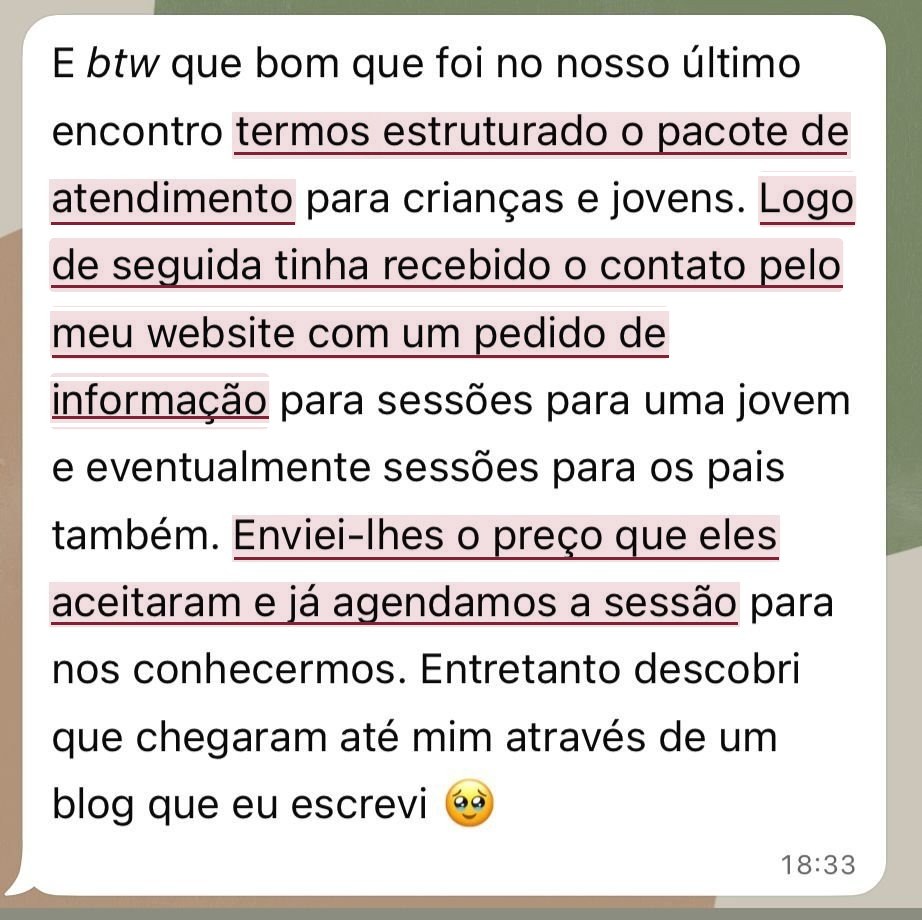 E btw que bom que foi no nosso último
encontro termos estruturado o pacote de
atendimento para crianças e jovens. Logo
de seguida tinha recebido o contato pelo
meu website com um pedido de
informação para sessões para uma jovem
e eventualmente sessões para os pais
também. Enviei-lhes o preço que eles
aceitaram e já agendamos a sessão para
nos conhecermos. Entretanto descobri
que chegaram até mim através de um
blog que eu escrevi 🥹
18:33